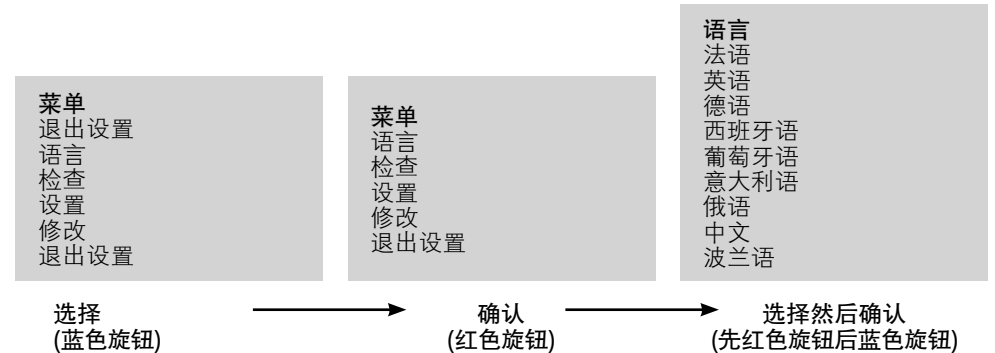 菜单
退出设置
语言
检查
设置
修改
退出设置
选择
(蓝色旋钮)
菜单
语言
检查
设置
修改
退出设置
确认
(红色旋钮)
语言
法语
英语
德语
西班牙语
葡萄牙语
意大利语
俄语
中文
波兰语
选择然后确认
(先红色旋钮后蓝色旋钮)